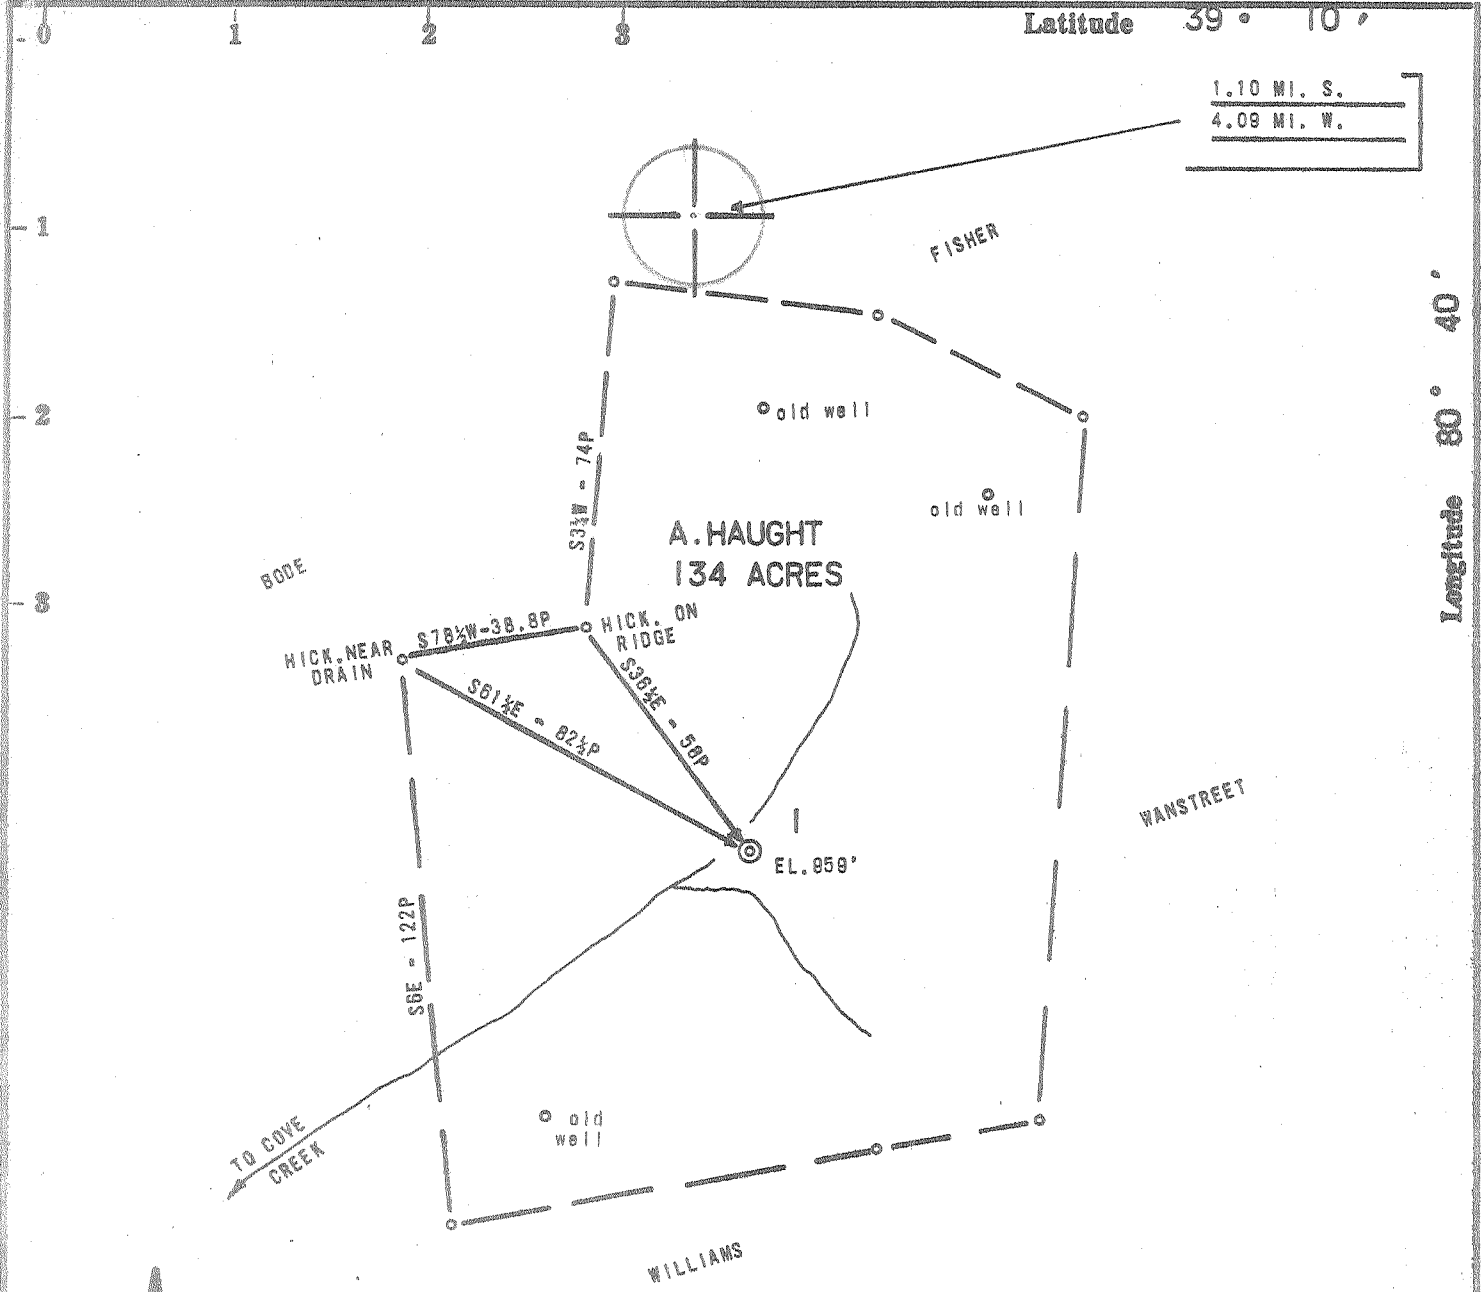 0 1 2 3 Latitude 39° 10'
1.10 MI. S.
4.09 MI. W.
1
FISHER
Longitude 80° 40'
2
old well
S3¼W - 74P
old well
A. HAUGHT
134 ACRES
BODE
3
S78½W-38.8P
HICK. ON
RIDGE
HICK. NEAR
DRAIN
S61½E - 82½P
S36½E - 58P
WANSTREET
1
EL. 959'
S6E - 122P
old
well
TO COVE
CREEK
WILLIAMS